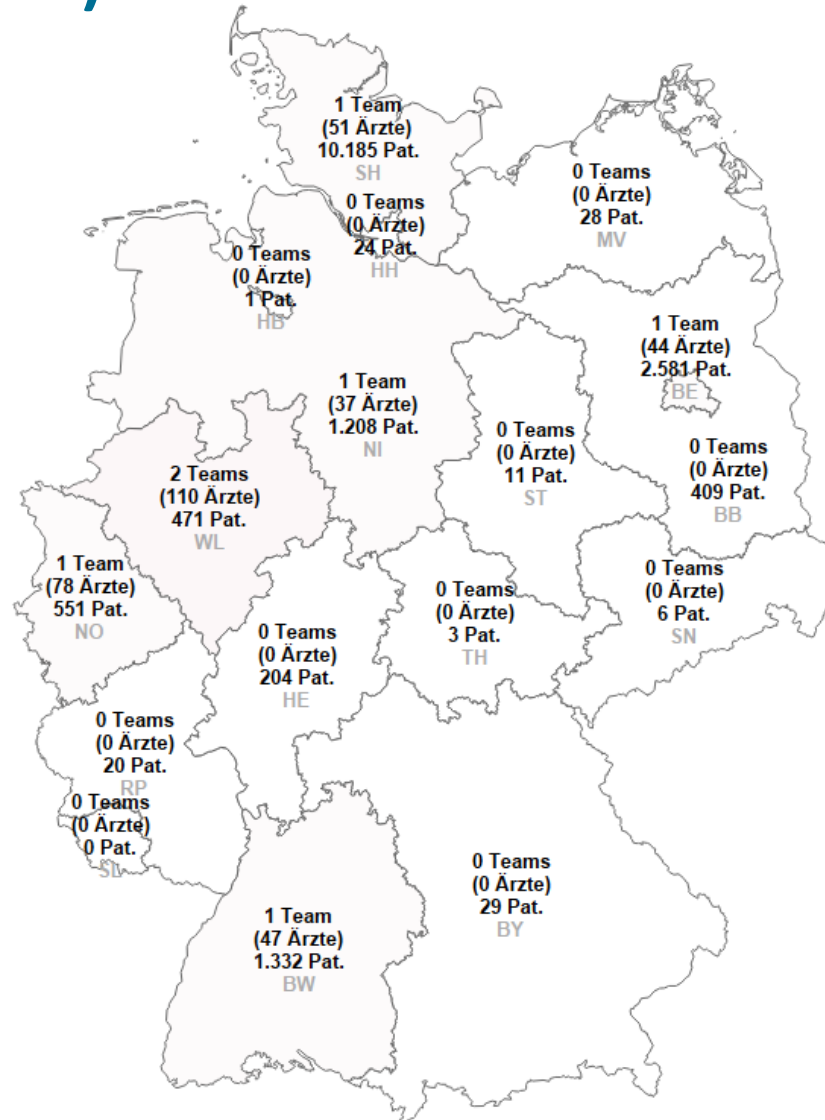 1 Team
(51 Ärzte)
10.185 Pat.
SH
0 Teams
(0 Ärzte)
28 Pat.
MV
0 Teams
(0 Ärzte)
24 Pat.
HH
0 Teams
(0 Ärzte)
1 Pat.
HB
1 Team
(44 Ärzte)
2.581 Pat.
BE
1 Team
(37 Ärzte)
1.208 Pat.
NI
0 Teams
(0 Ärzte)
11 Pat.
ST
0 Teams
(0 Ärzte)
409 Pat.
BB
2 Teams
(110 Ärzte)
471 Pat.
WL
1 Team
(78 Ärzte)
551 Pat.
NO
0 Teams
(0 Ärzte)
3 Pat.
TH
0 Teams
(0 Ärzte)
6 Pat.
SN
0 Teams
(0 Ärzte)
204 Pat.
HE
0 Teams
(0 Ärzte)
20 Pat.
RP
0 Teams
(0 Ärzte)
0 Pat.
SL
0 Teams
(0 Ärzte)
29 Pat.
BY
1 Team
(47 Ärzte)
1.332 Pat.
BW